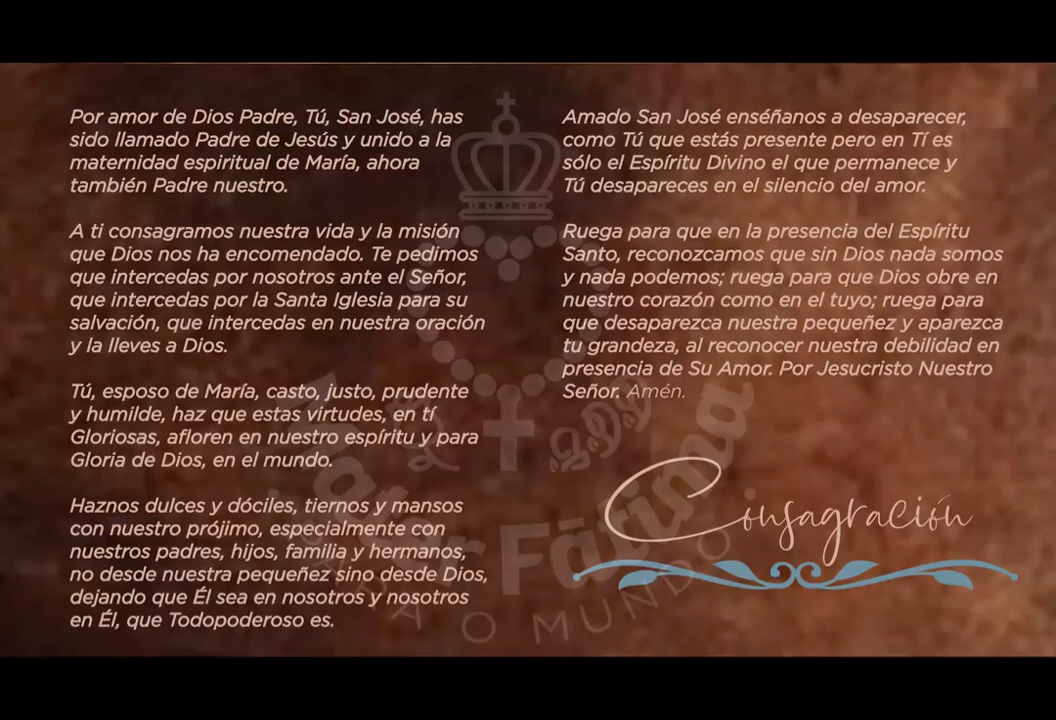 Por amor de Dios Padre, Tú, San José, has
sido llamado Padre de Jesús y unido a la
maternidad espiritual de María, ahora
también Padre nuestro.
A ti consagramos nuestra vida y la misión
que Dios nos ha encomendado. Te pedimos
que intercedas por nosotros ante el Señor,
que intercedas por la Santa Iglesia para su
salvación, que intercedas en nuestra oración
y la lleves a Dios.
Tú, esposo de María, casto, justo, prudente
y humilde, haz que estas virtudes, en tí
Gloriosas, afloren en nuestro espíritu y para
Gloria de Dios, en el mundo.
Haznos dulces y dóciles, tiernos y mansos
con nuestro prójimo, especialmente con
nuestros padres, hijos, familia y hermanos,
no desde nuestra pequeñez sino desde Dios,
dejando que Él sea en nosotros y nosotros
en Él, que Todopoderoso es.
Amado San José enséñanos a desaparecer,
como Tú que estás presente pero en Tí es
sólo el Espíritu Divino el que permanece y
Tú desapareces en el silencio del amor.
Ruega para que en la presencia del Espíritu
Santo, reconozcamos que sin Dios nada somos
y nada podemos; ruega para que Dios obre en
nuestro corazón como en el tuyo; ruega para
que desaparezca nuestra pequeñez y aparezca
tu grandeza, al reconocer nuestra debilidad en
presencia de Su Amor. Por Jesucristo Nuestro
Señor. Amén.
Consagración
Fátima
O MUNDO